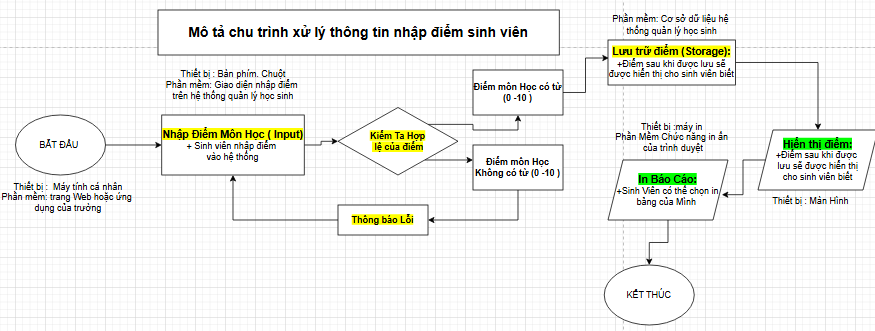 Mô tả chu trình xử lý thông tin nhập điểm sinh viên
Phần mềm: Cơ sở dữ liệu hệ
thống quản lý học sinh
Lưu trữ điểm (Storage):
+Điểm sau khi được lưu sẽ
được hiển thị cho sinh viên biết
Thiết bị : Bản phím. Chuột
Phần mềm: Giao diện nhập điểm
trên hệ thống quản lý học sinh
Điểm môn Học có từ
(0 -10 )
BẮT ĐẦU
Nhập Điểm Môn Học ( Input)
+ Sinh viên nhập điểm
vào hệ thống
Kiểm Ta Hợp
lệ của điểm
Điểm môn Học
Không có từ (0 -10 )
Thiết bị :máy in
Phần Mềm Chức năng in ấn
của trình duyệt
Hiển thị điểm:
+Điểm sau khi được
lưu sẽ được hiển thị
cho sinh viên biết
In Báo Cáo:
+Sinh Viên có thể chọn in
bằng của Mình
Thiết bị : Màn Hình
Thiết bị : Máy tính cá nhân
Phần mềm: trang Web hoặc ứng
dụng của trường
Thông báo Lỗi
KẾT THÚC